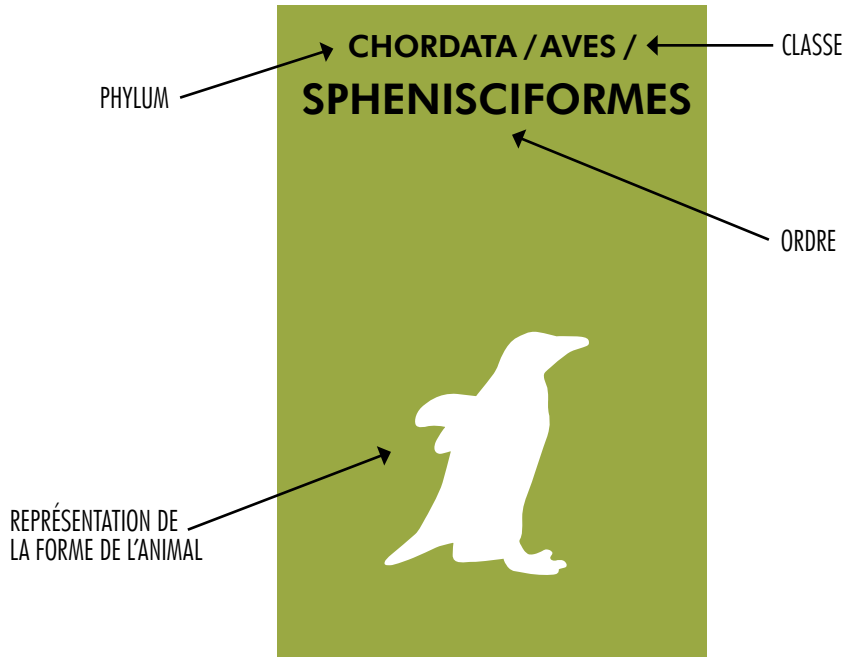 CHORDATA / AVES /
CLASSE
PHYLUM
SPHENISCIFORMES
ORDRE
REPRÉSENTATION DE
LA FORME DE L'ANIMAL